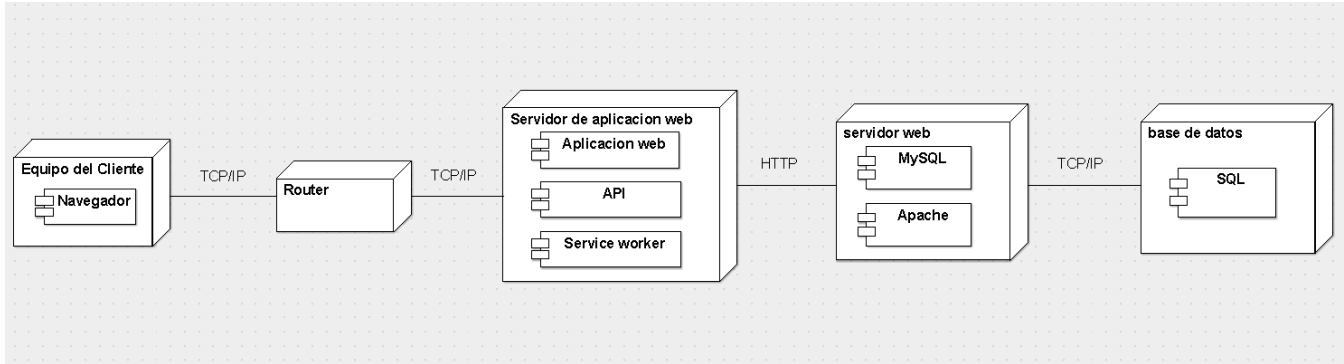 Equipo del Cliente
Navegador
TCP/IP
Router
TCP/IP
Servidor de aplicacion web
Aplicacion web
API
Service worker
HTTP
servidor web
MySQL
Apache
TCP/IP
base de datos
SQL